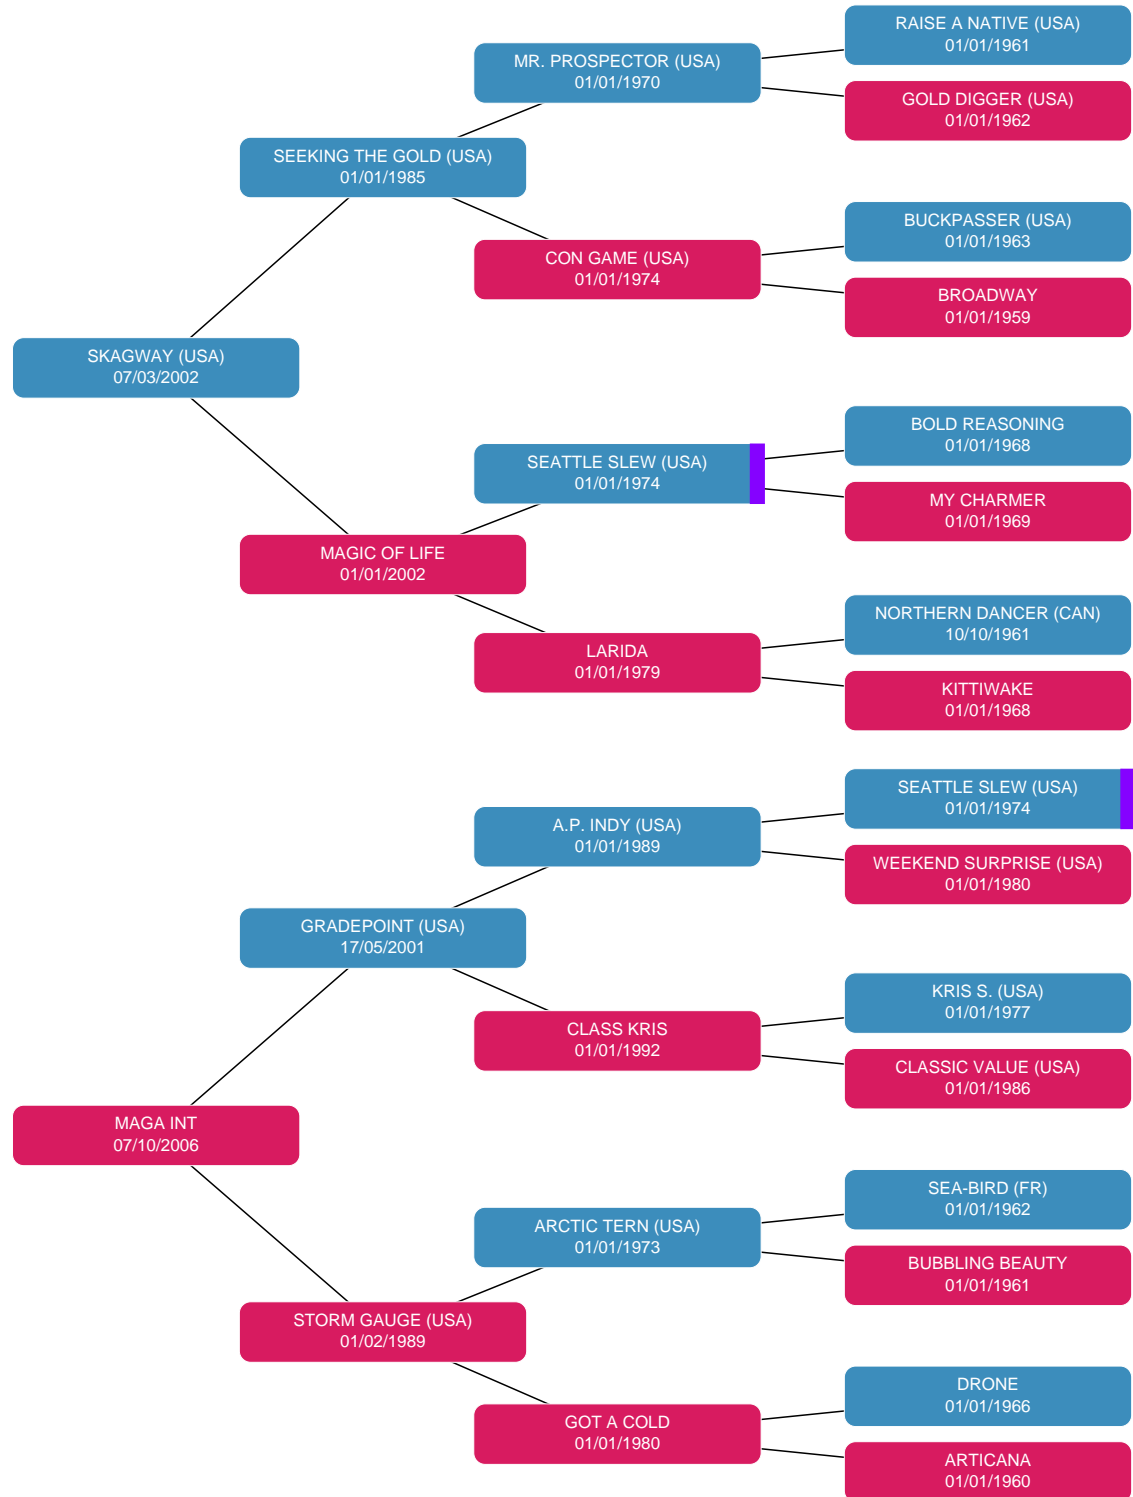 RAISE A NATIVE (USA)
01/01/1961
MR. PROSPECTOR (USA)
01/01/1970
GOLD DIGGER (USA)
01/01/1962
SEEKING THE GOLD (USA)
01/01/1985
BUCKPASSER (USA)
01/01/1963
CON GAME (USA)
01/01/1974
BROADWAY
01/01/1959
SKAGWAY (USA)
07/03/2002
BOLD REASONING
01/01/1968
SEATTLE SLEW (USA)
01/01/1974
MY CHARMER
01/01/1969
MAGIC OF LIFE
01/01/2002
NORTHERN DANCER (CAN)
10/10/1961
LARIDA
01/01/1979
KITTIWAKE
01/01/1968
SEATTLE SLEW (USA)
01/01/1974
A.P. INDY (USA)
01/01/1989
WEEKEND SURPRISE (USA)
01/01/1980
GRADEPOINT (USA)
17/05/2001
KRIS S. (USA)
01/01/1977
CLASS KRIS
01/01/1992
CLASSIC VALUE (USA)
01/01/1986
MAGA INT
07/10/2006
SEA-BIRD (FR)
01/01/1962
ARCTIC TERN (USA)
01/01/1973
BUBBLING BEAUTY
01/01/1961
STORM GAUGE (USA)
01/02/1989
DRONE
01/01/1966
GOT A COLD
01/01/1980
ARTICANA
01/01/1960